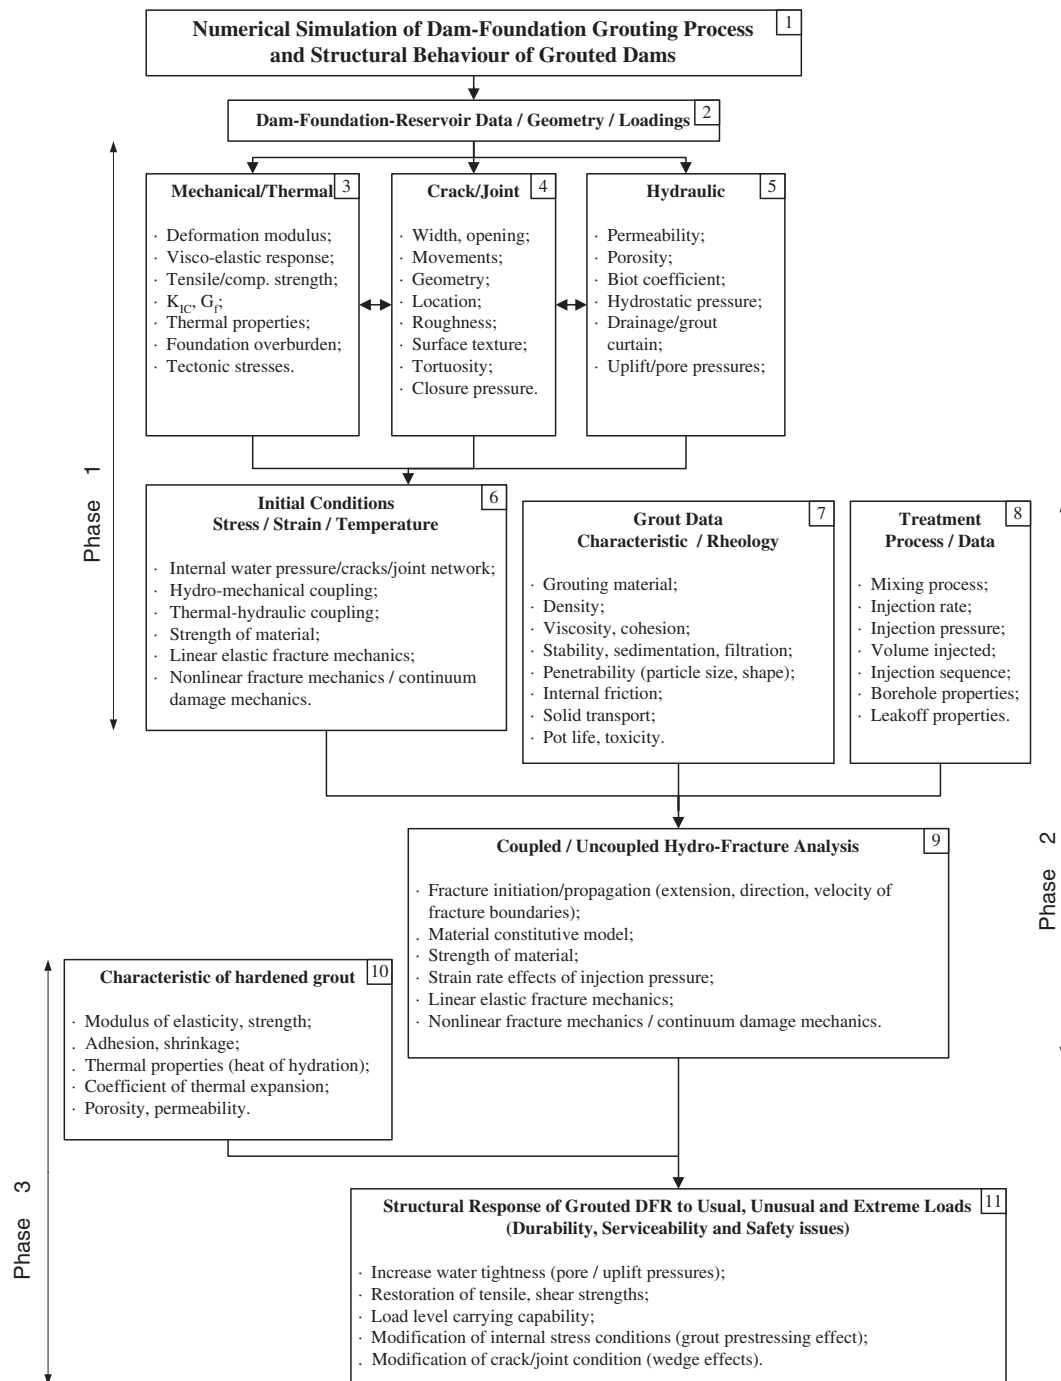 1
Numerical Simulation of Dam-Foundation Grouting Process
and Structural Behaviour of Grouted Dams
2
Dam-Foundation-Reservoir Data / Geometry / Loadings
Phase 1
3
Mechanical/Thermal
· Deformation modulus;
· Visco-elastic response;
· Tensile/comp. strength;
· K_IC, G_f;
· Thermal properties;
· Foundation overburden;
· Tectonic stresses.
4
Crack/Joint
· Width, opening;
· Movements;
· Geometry;
· Location;
· Roughness;
· Surface texture;
· Tortuosity;
· Closure pressure.
5
Hydraulic
· Permeability;
· Porosity;
· Biot coefficient;
· Hydrostatic pressure;
· Drainage/grout
curtain;
· Uplift/pore pressures;
6
Initial Conditions
Stress / Strain / Temperature
· Internal water pressure/cracks/joint network;
· Hydro-mechanical coupling;
· Thermal-hydraulic coupling;
· Strength of material;
· Linear elastic fracture mechanics;
· Nonlinear fracture mechanics / continuum
damage mechanics.
7
Grout Data
Characteristic / Rheology
· Grouting material;
· Density;
· Viscosity, cohesion;
· Stability, sedimentation, filtration;
· Penetrability (particle size, shape);
· Internal friction;
· Solid transport;
· Pot life, toxicity.
8
Treatment
Process / Data
· Mixing process;
· Injection rate;
· Injection pressure;
· Volume injected;
· Injection sequence;
· Borehole properties;
· Leakoff properties.
Phase 2
9
Coupled / Uncoupled Hydro-Fracture Analysis
· Fracture initiation/propagation (extension, direction, velocity of
fracture boundaries);
. Material constitutive model;
· Strength of material;
· Strain rate effects of injection pressure;
· Linear elastic fracture mechanics;
· Nonlinear fracture mechanics / continuum damage mechanics.
Phase 3
10
Characteristic of hardened grout
· Modulus of elasticity, strength;
. Adhesion, shrinkage;
. Thermal properties (heat of hydration);
· Coefficient of thermal expansion;
· Porosity, permeability.
11
Structural Response of Grouted DFR to Usual, Unusual and Extreme Loads
(Durability, Serviceability and Safety issues)
· Increase water tightness (pore / uplift pressures);
· Restoration of tensile, shear strengths;
· Load level carrying capability;
· Modification of internal stress conditions (grout prestressing effect);
. Modification of crack/joint condition (wedge effects).